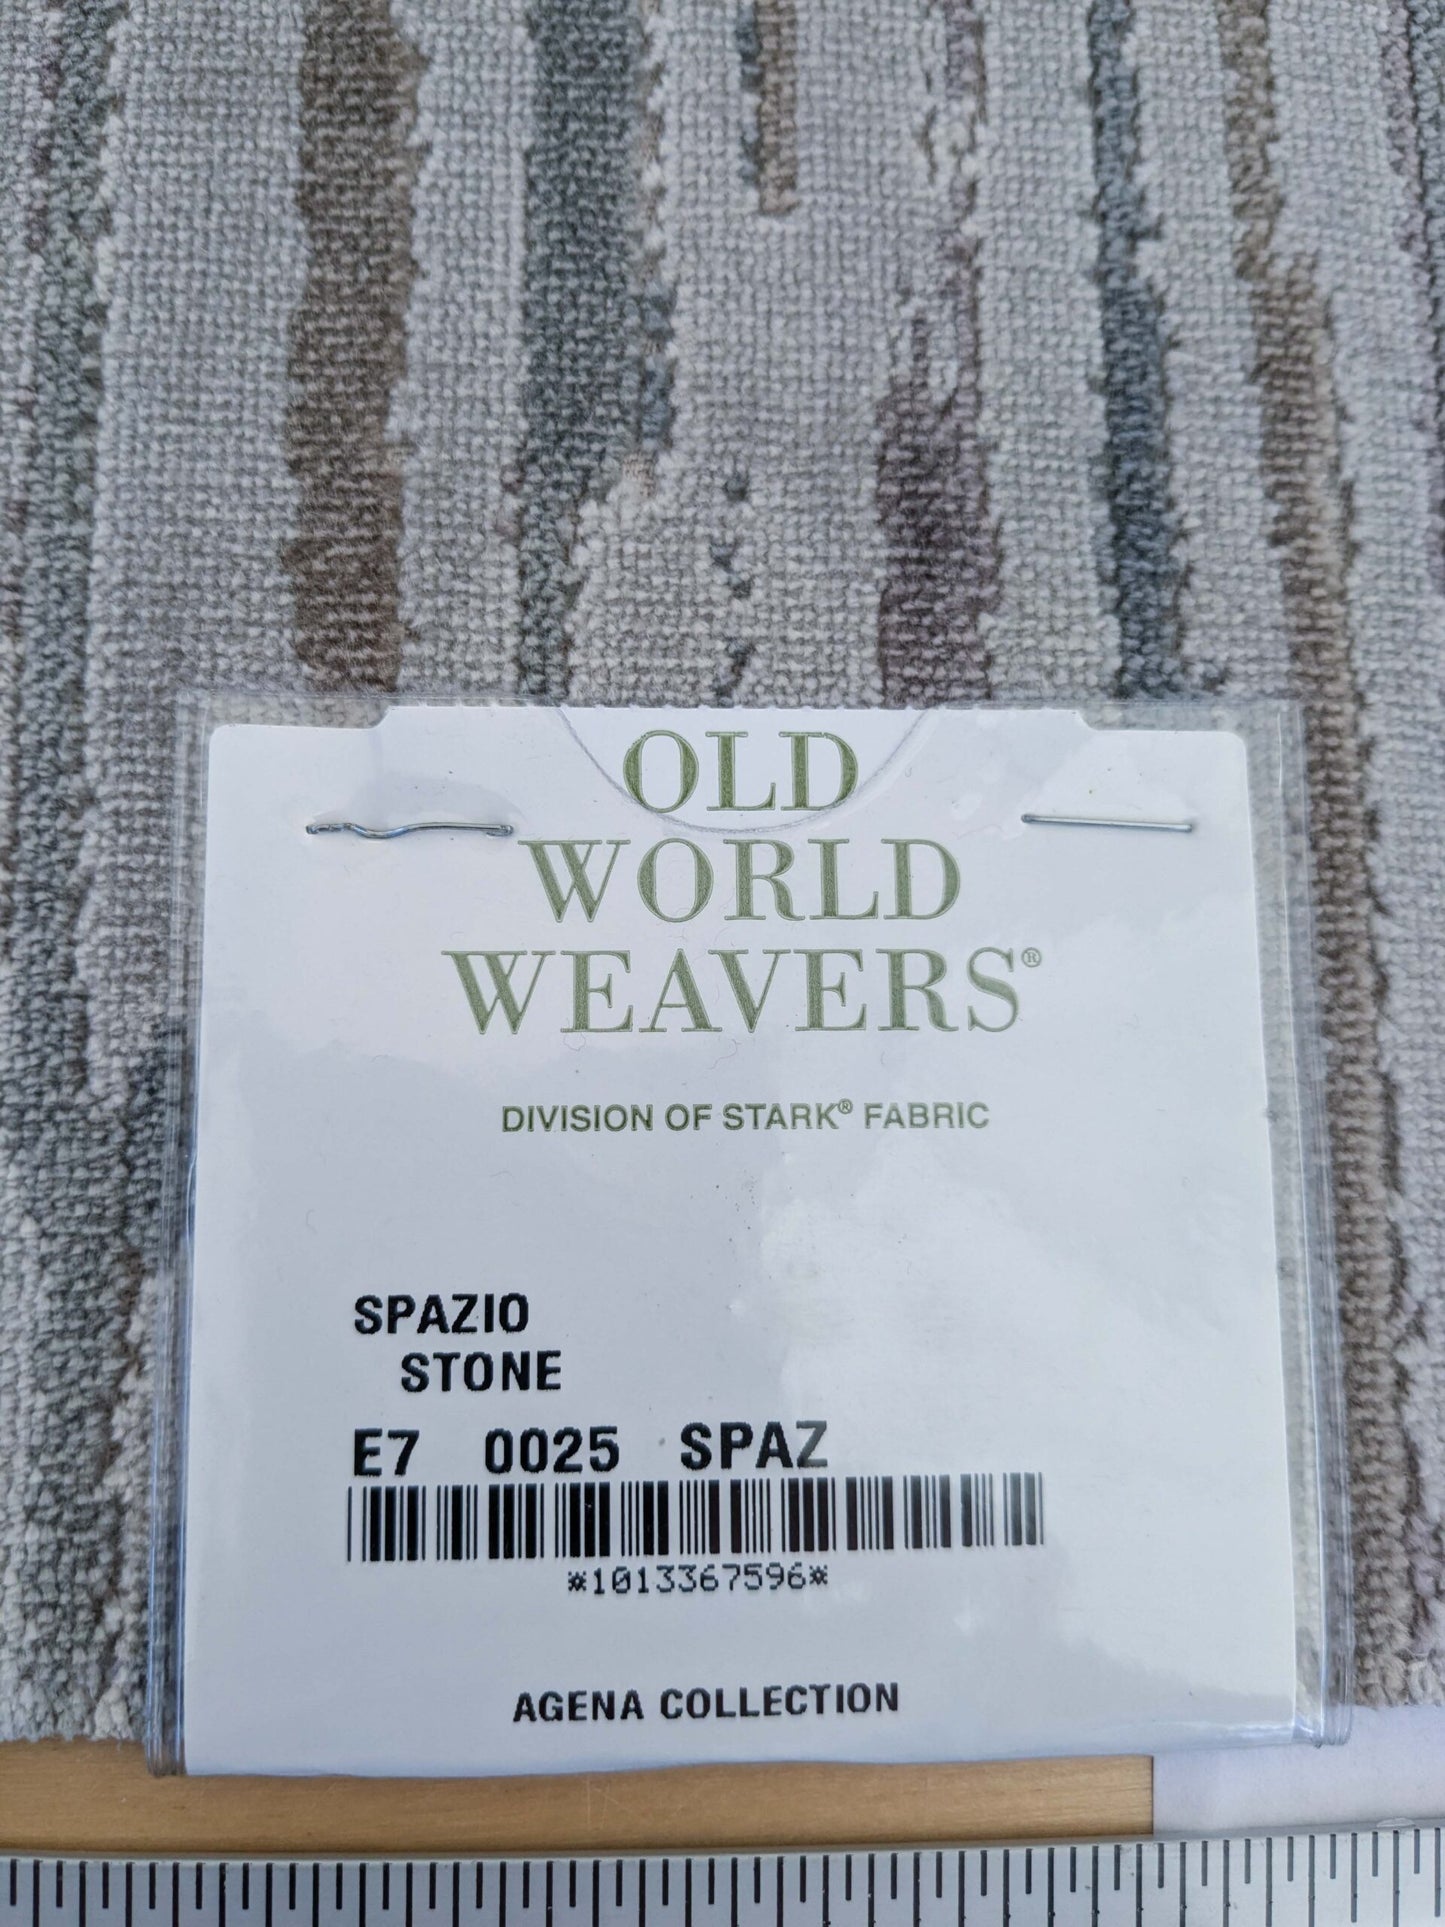 OLD
WORLD
WEAVERS®
DIVISION OF STARK® FABRIC
SPAZIO
STONE
E7 0025 SPAZ
*1013367596*
AGENA COLLECTION